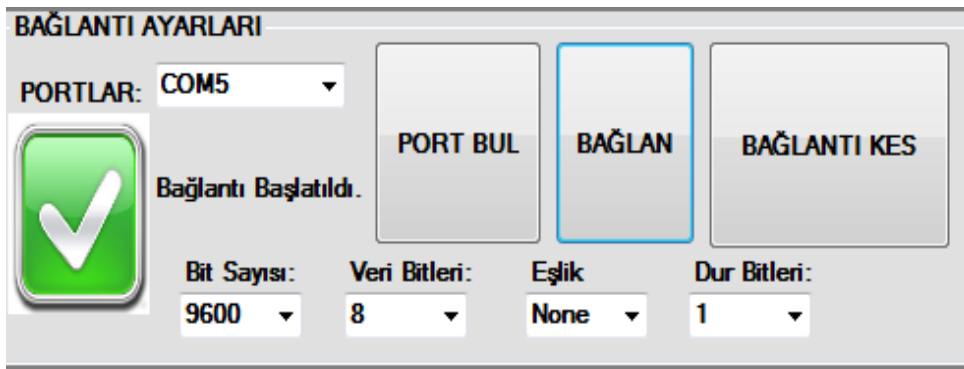 BAĞLANTI AYARLARI
PORTLAR: COM5
PORT BUL BAĞLAN BAĞLANTI KES
Bağlantı Başlatıldı.
Bit Sayısı: Veri Bitleri: Eşlik Dur Bitleri:
9600 8 None 1